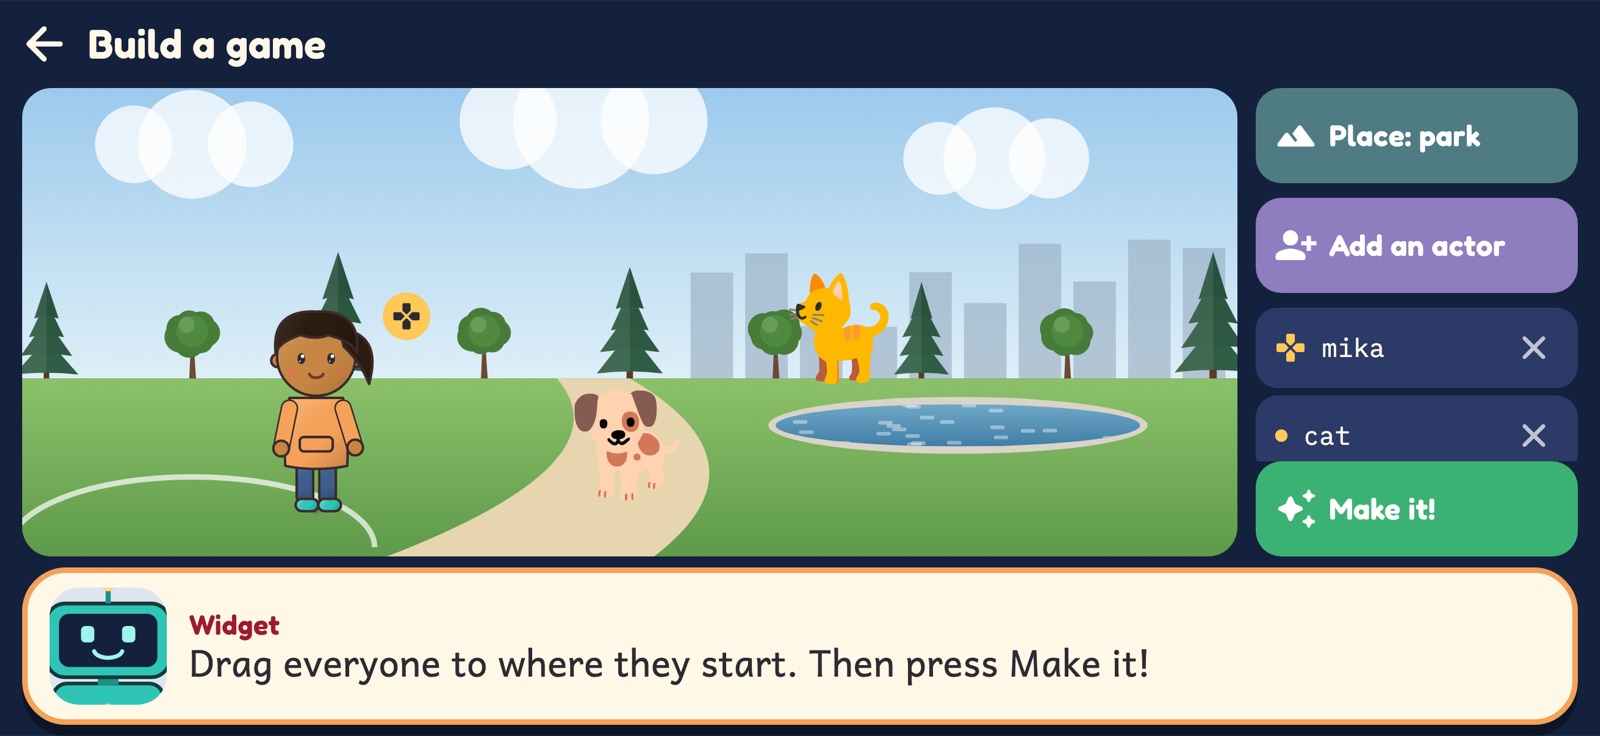 Build a game
Place: park
Add an actor
mika
cat
Make it!
Widget
Drag everyone to where they start. Then press Make it!